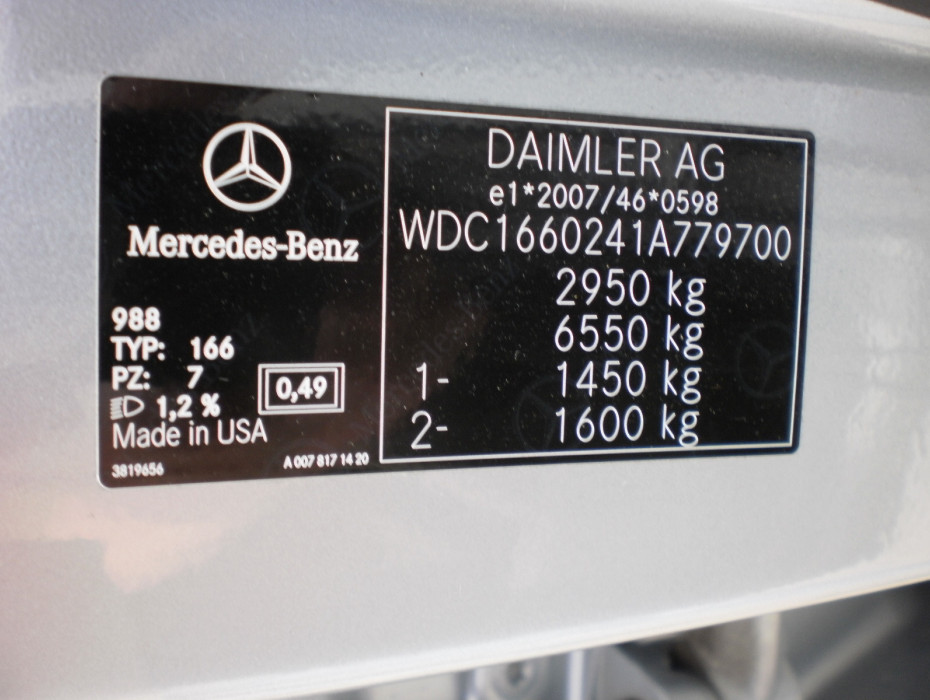 Mercedes-Benz
988
TYP: 166
PZ: 7
1,2 %
0,49
Made in USA
3819656
A 007 817 14 20
DAIMLER AG
e1*2007/46*0598
WDC1660241A779700
2950 kg
6550 kg
1- 1450 kg
2- 1600 kg